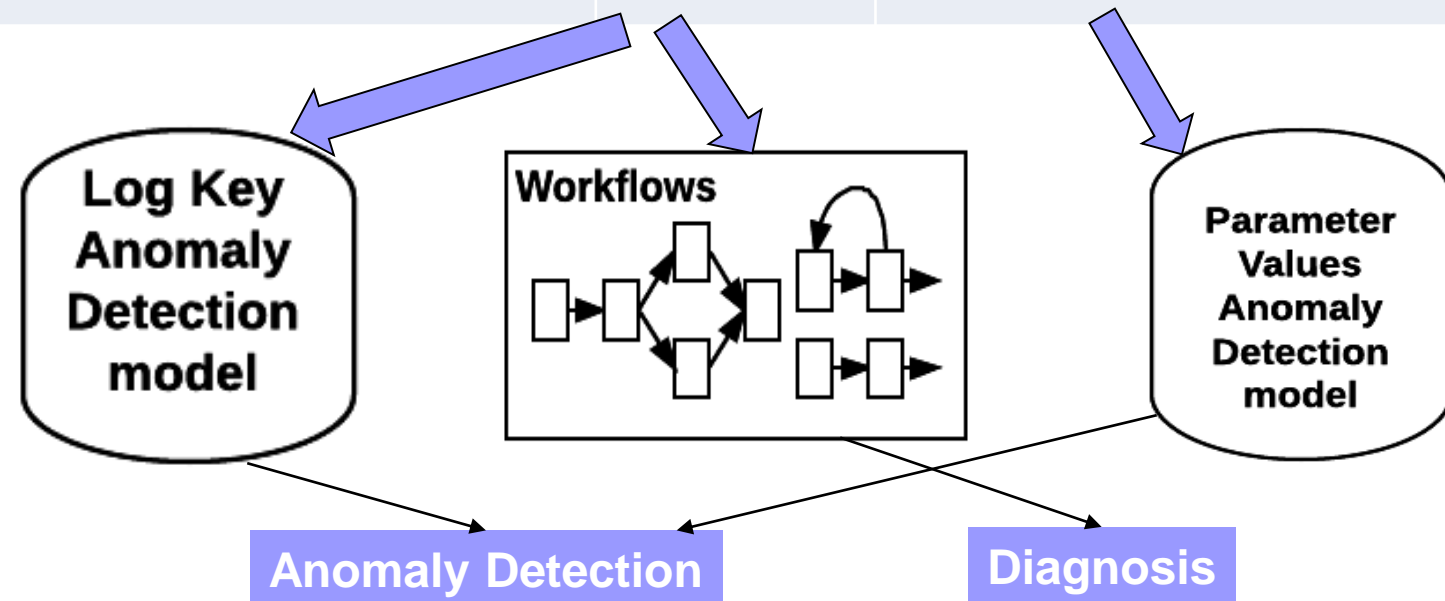 Log Key
Anomaly
Detection
model
Workflows
Parameter
Values
Anomaly
Detection
model
Anomaly Detection
Diagnosis